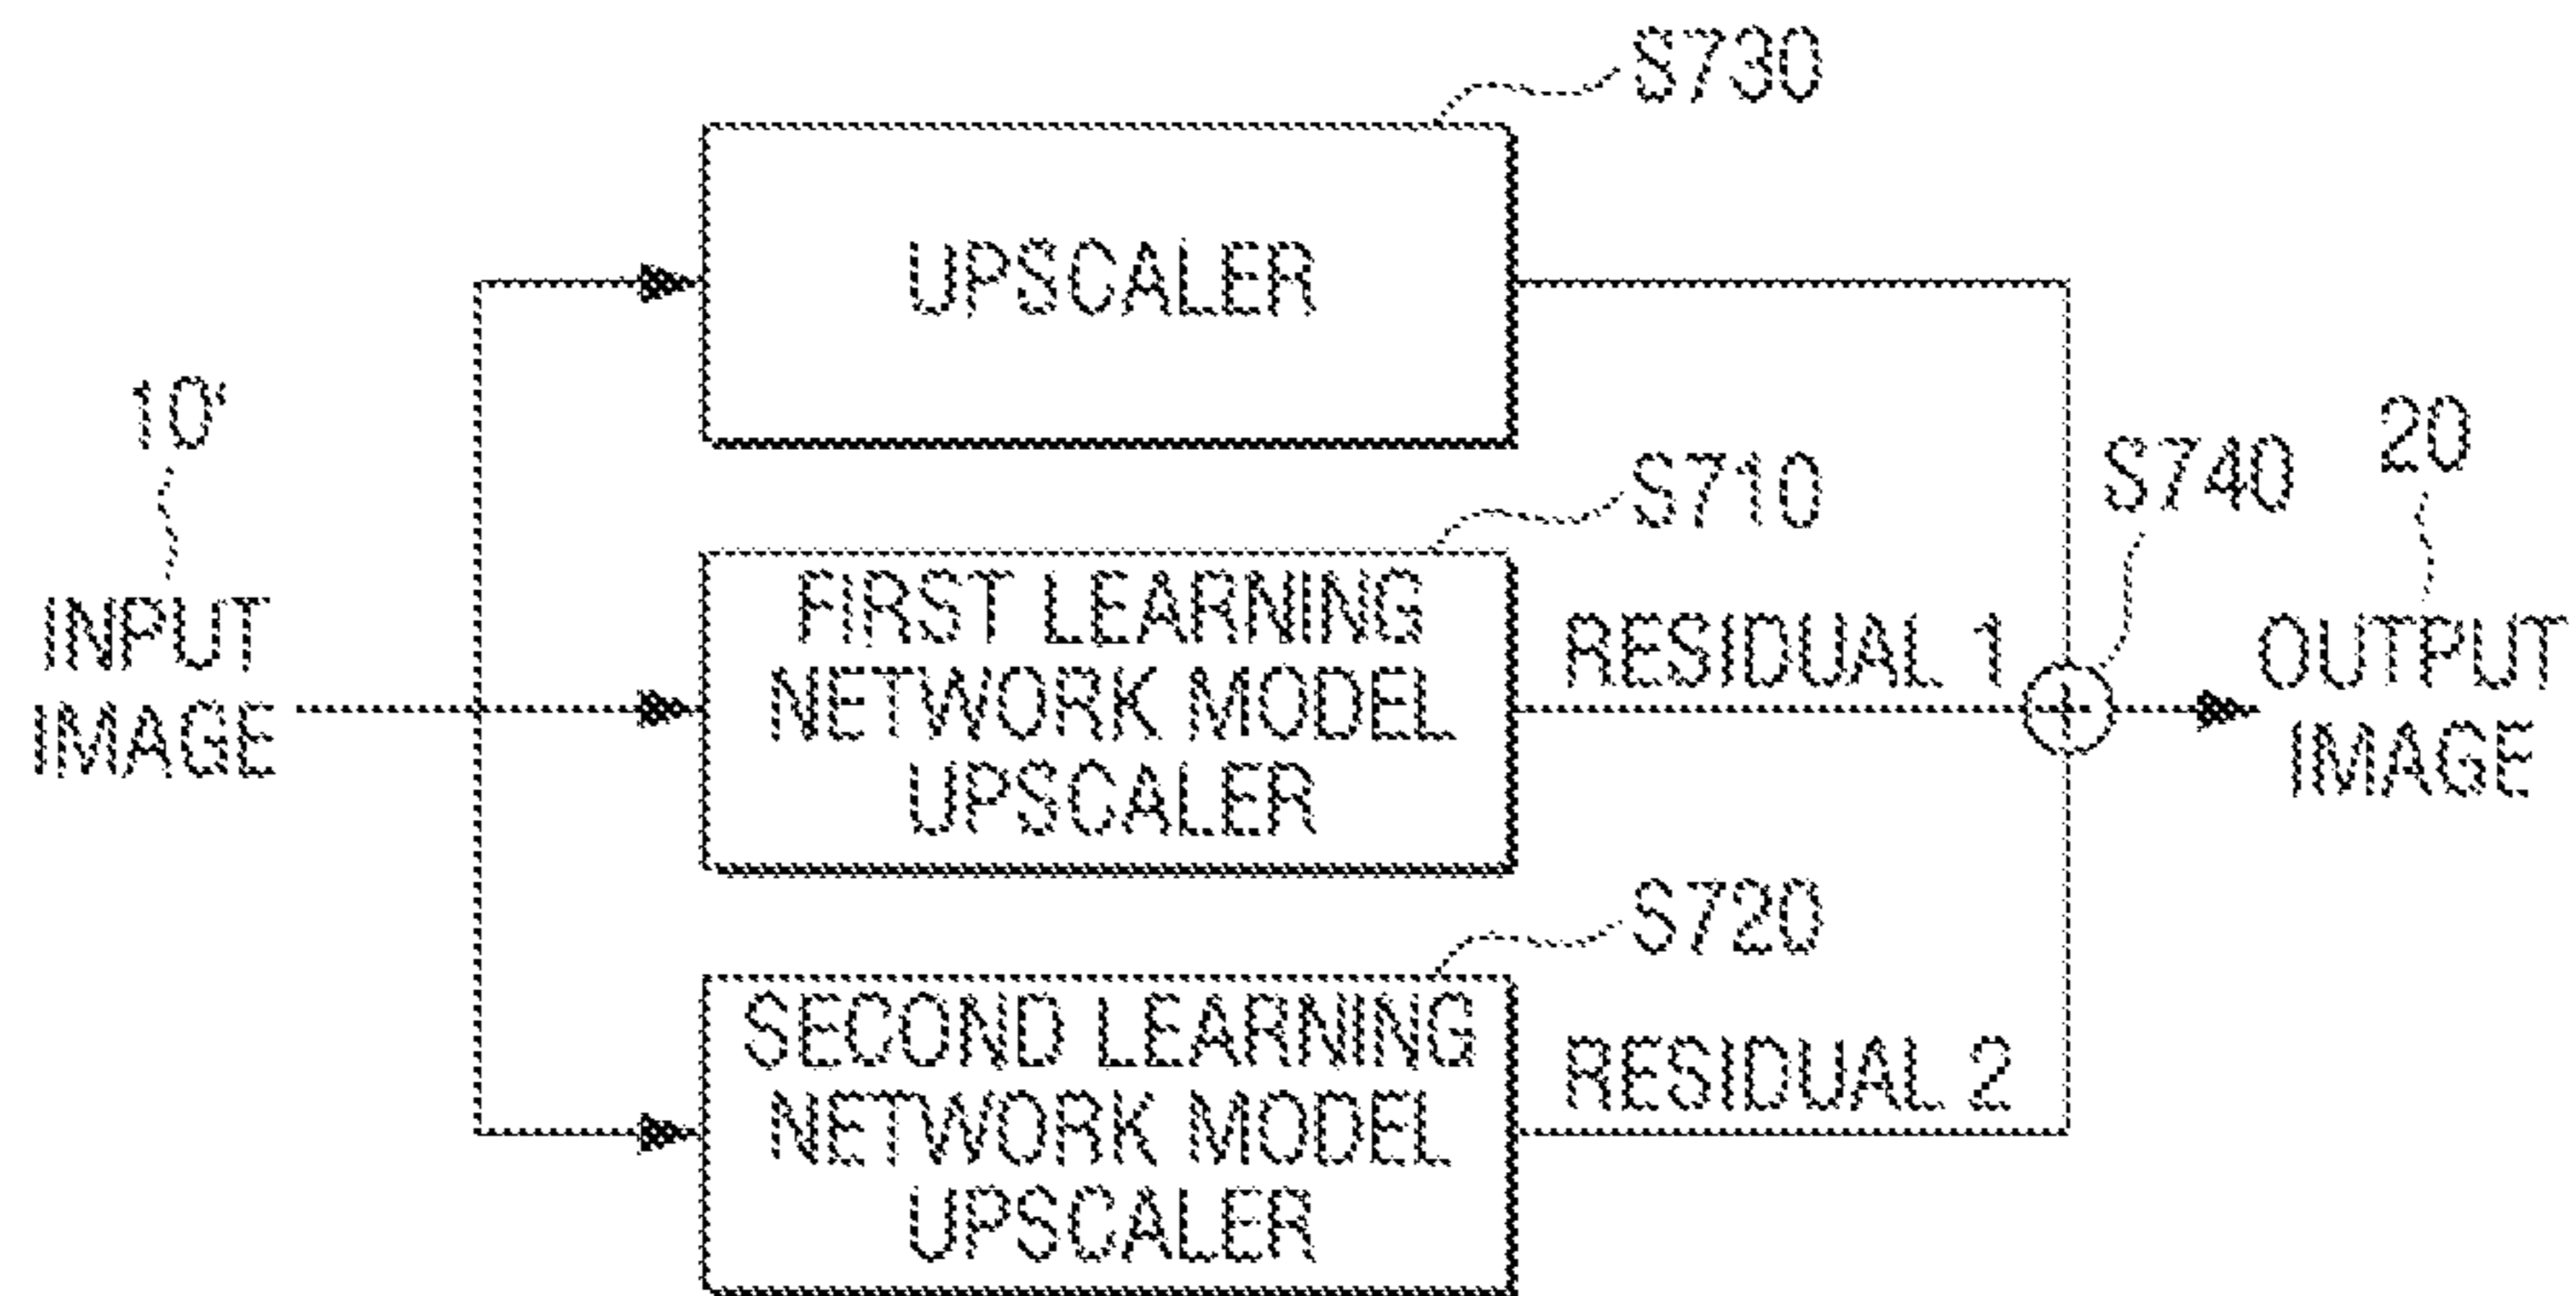 S730
UPSCALER
10'
20
S740
S710
INPUT
IMAGE
FIRST LEARNING
NETWORK MODEL
UPSCALER
RESIDUAL 1
OUTPUT
IMAGE
S720
SECOND LEARNING
NETWORK MODEL
UPSCALER
RESIDUAL 2